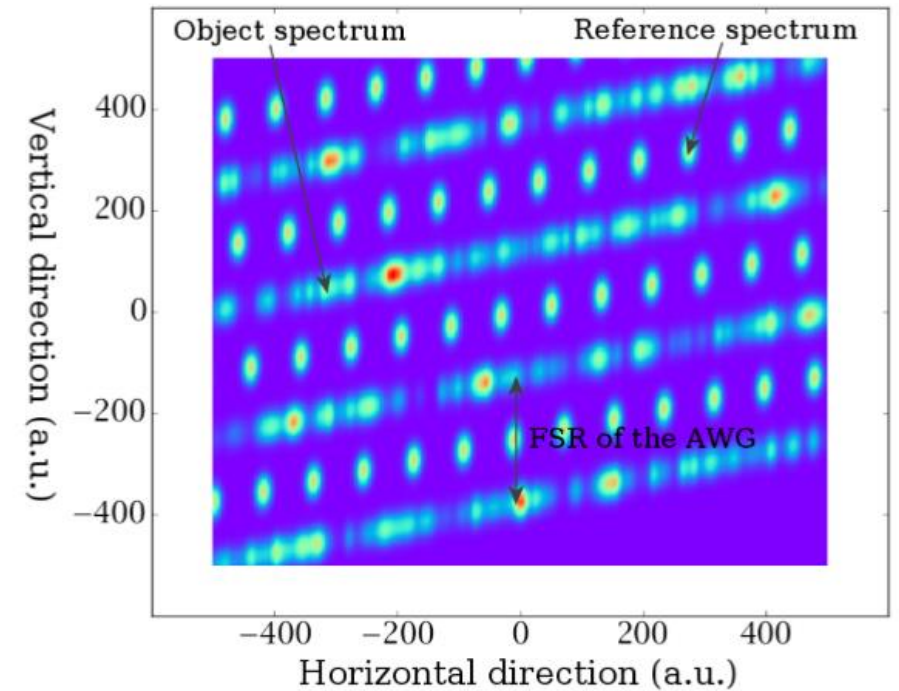 Object spectrum
Reference spectrum
Vertical direction (a.u.)
400
200
0
−200
−400
FSR of the AWG
−400
−200
0
200
400
Horizontal direction (a.u.)